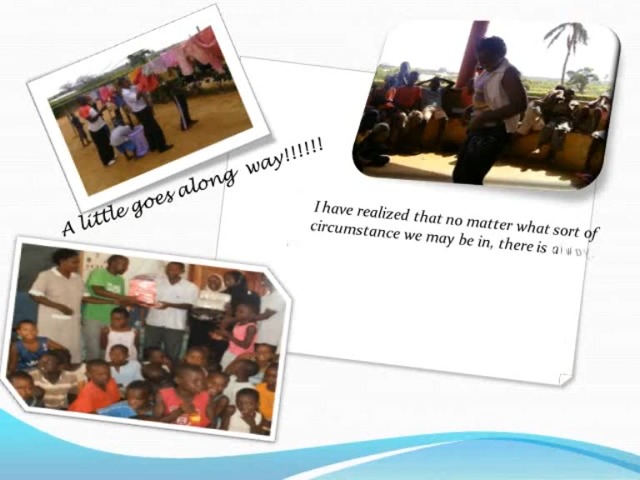 A little goes along way!!!!!!
I have realized that no matter what sort of
circumstance we may be in, there is